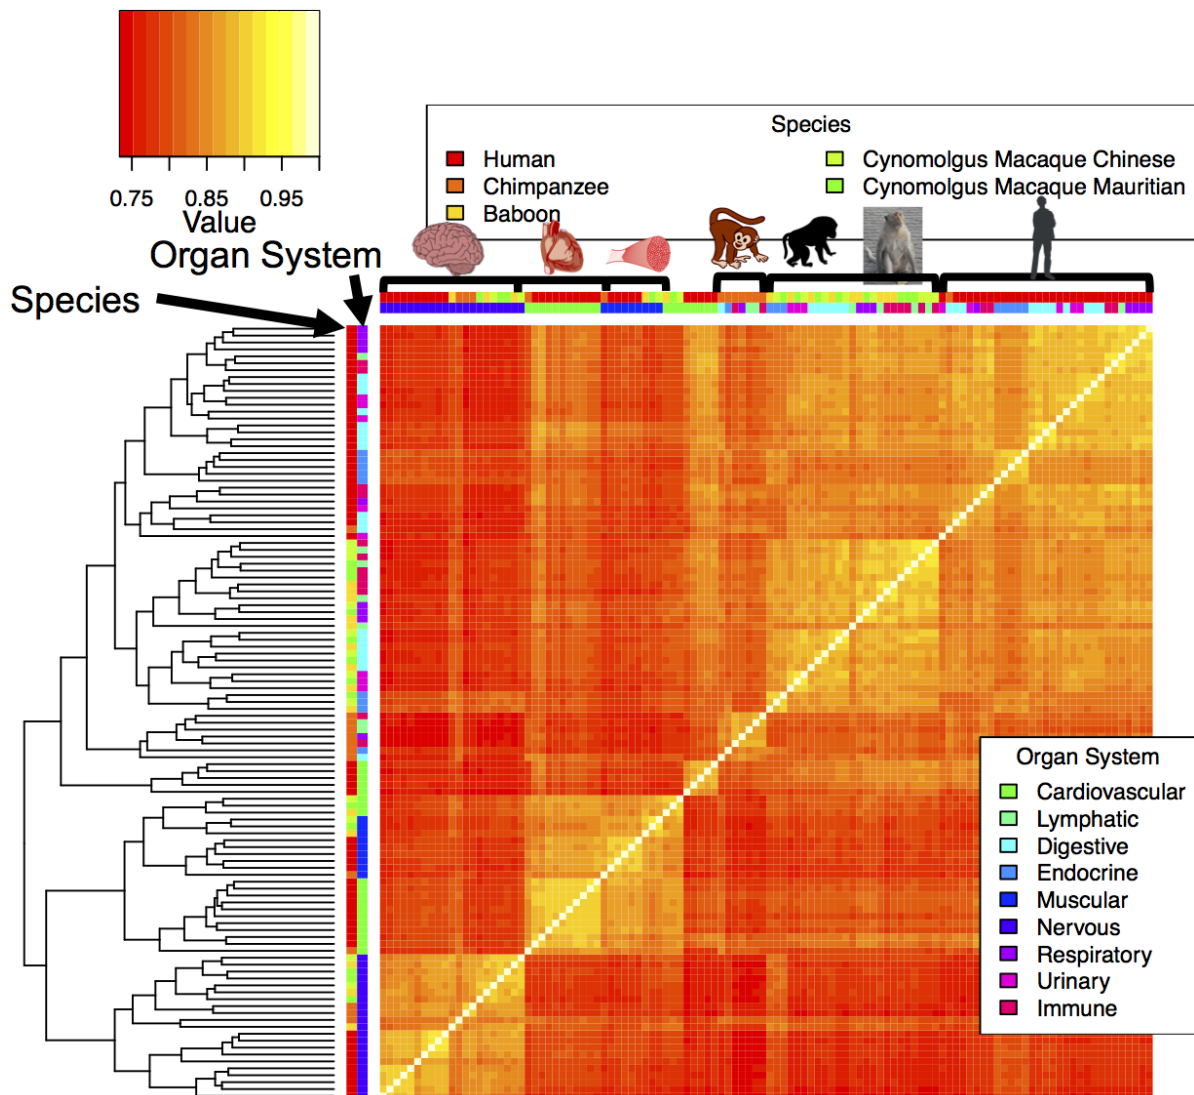 0.75 0.85 0.95
Value
Organ System
Species
Species
Human
Chimpanzee
Baboon
Cynomolgus Macaque Chinese
Cynomolgus Macaque Mauritian
Organ System
Cardiovascular
Lymphatic
Digestive
Endocrine
Muscular
Nervous
Respiratory
Urinary
Immune